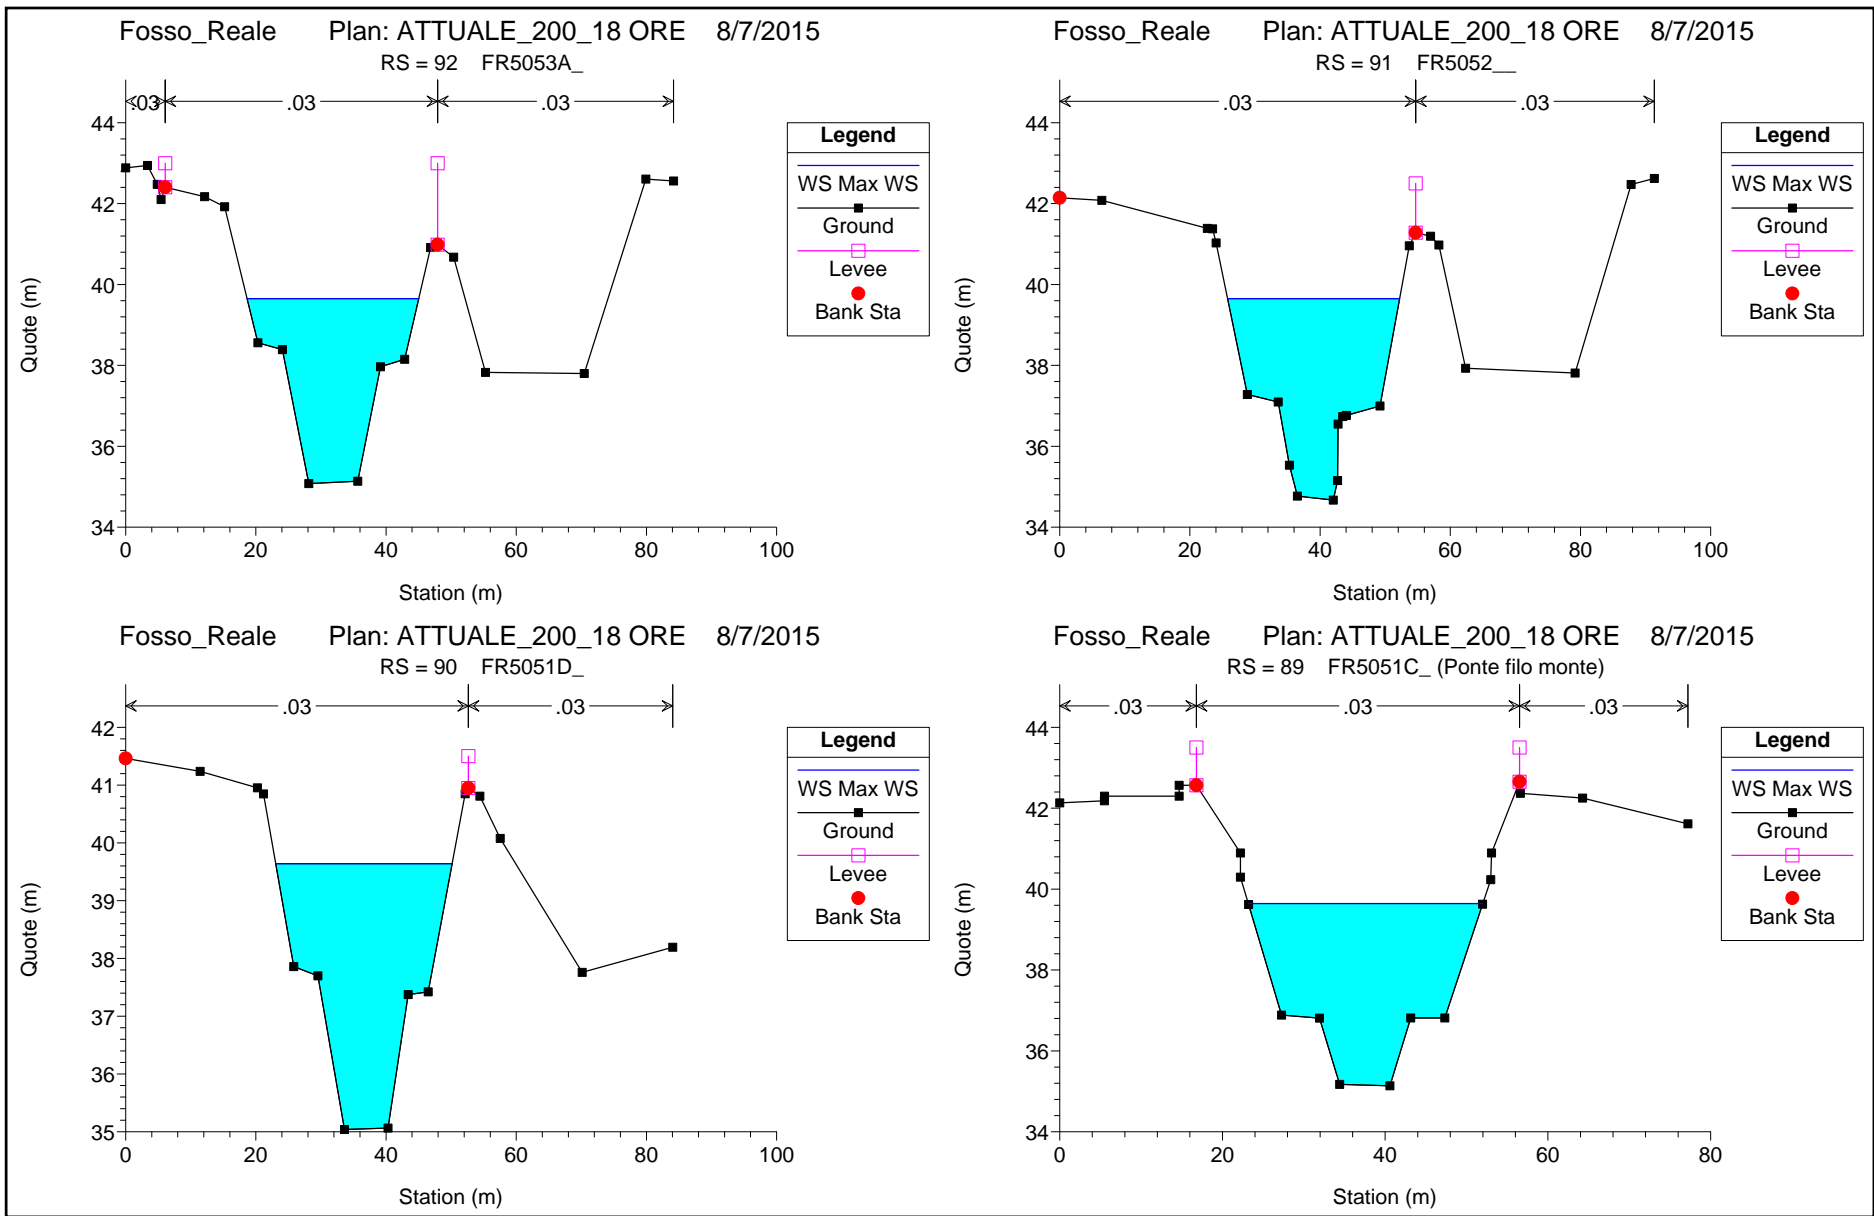 Fosso_Reale Plan: ATTUALE_200_18 ORE 8/7/2015
RS = 92 FR5053A_
.03 .03 .03
44
42
40
38
36
34
0 20 40 60 80 100
Quote (m)
Station (m)
Legend
WS Max WS
Ground
Levee
Bank Sta
Fosso_Reale Plan: ATTUALE_200_18 ORE 8/7/2015
RS = 91 FR5052__
.03 .03
44
42
40
38
36
34
0 20 40 60 80 100
Quote (m)
Station (m)
Legend
WS Max WS
Ground
Levee
Bank Sta
Fosso_Reale Plan: ATTUALE_200_18 ORE 8/7/2015
RS = 90 FR5051D_
.03 .03
42
41
40
39
38
37
36
35
0 20 40 60 80 100
Quote (m)
Station (m)
Legend
WS Max WS
Ground
Levee
Bank Sta
Fosso_Reale Plan: ATTUALE_200_18 ORE 8/7/2015
RS = 89 FR5051C_ (Ponte filo monte)
.03 .03 .03
44
42
40
38
36
34
0 20 40 60 80
Quote (m)
Station (m)
Legend
WS Max WS
Ground
Levee
Bank Sta